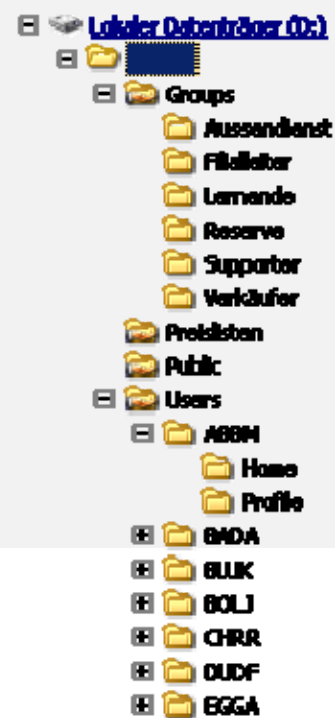 Lokaler Datenträger (D:)
Groups
Aussendienst
Filialleiter
Lernende
Reserve
Supporter
Verkäufer
Preislisten
Public
Users
ABBM
Home
Profile
BADA
BLUK
BOLJ
CHRR
DUDF
EGGA